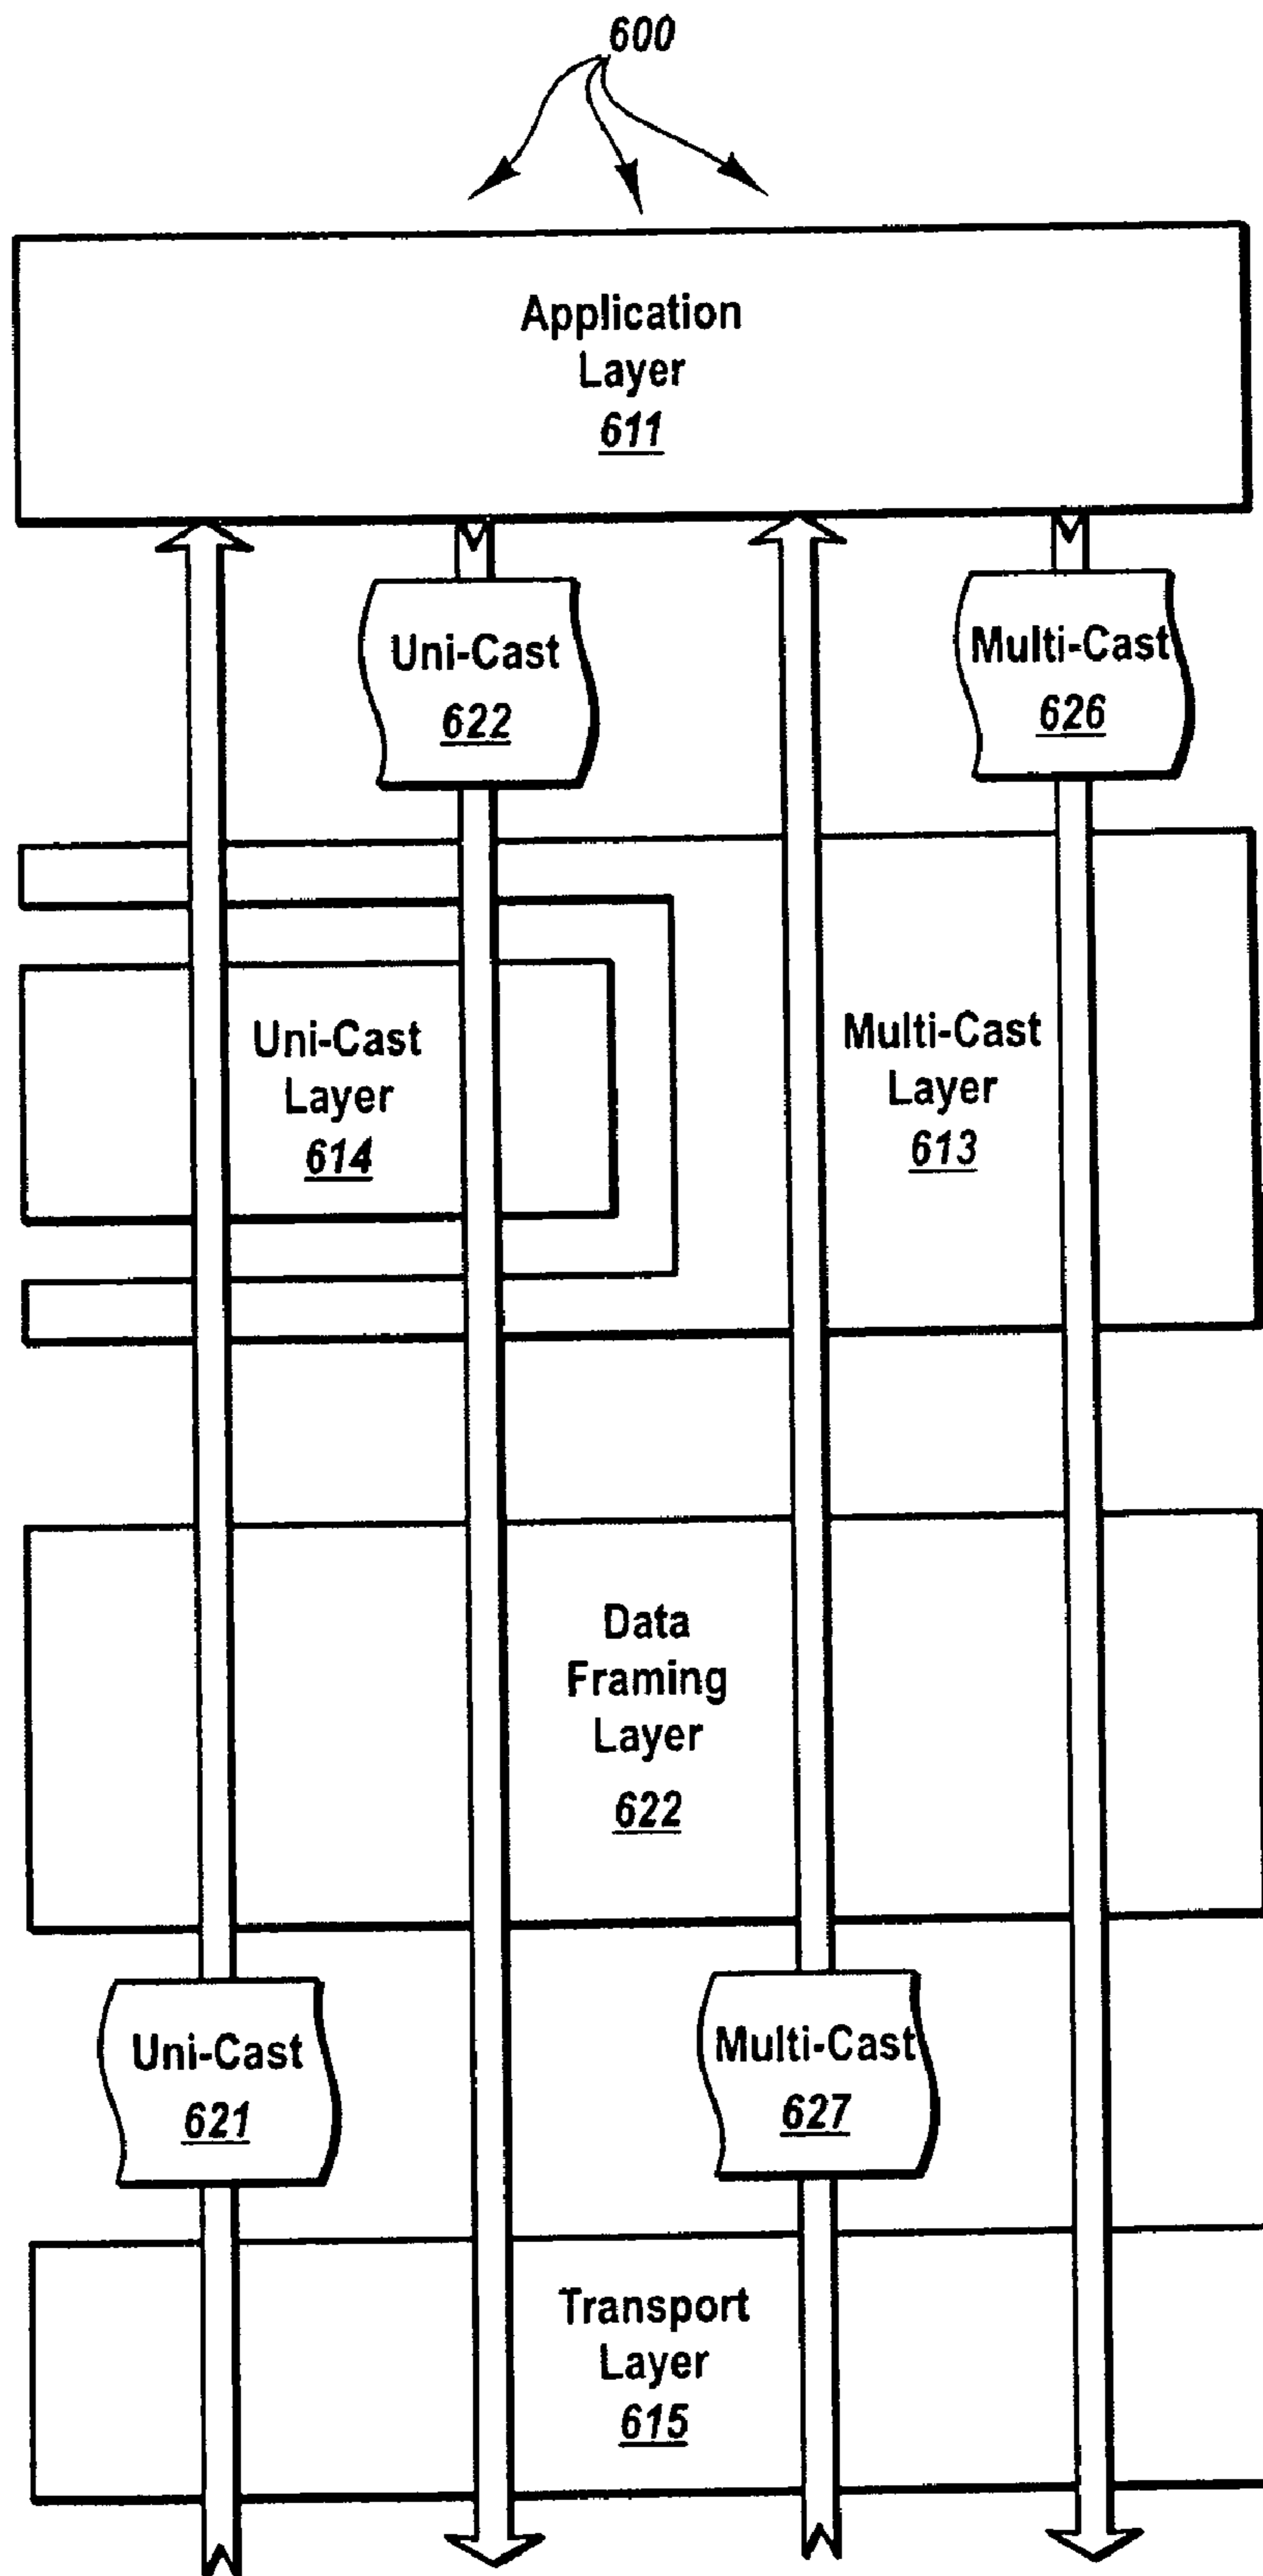 600
Application
Layer
611
Uni-Cast
622
Multi-Cast
626
Uni-Cast
Layer
614
Multi-Cast
Layer
613
Data
Framing
Layer
622
Uni-Cast
621
Multi-Cast
627
Transport
Layer
615